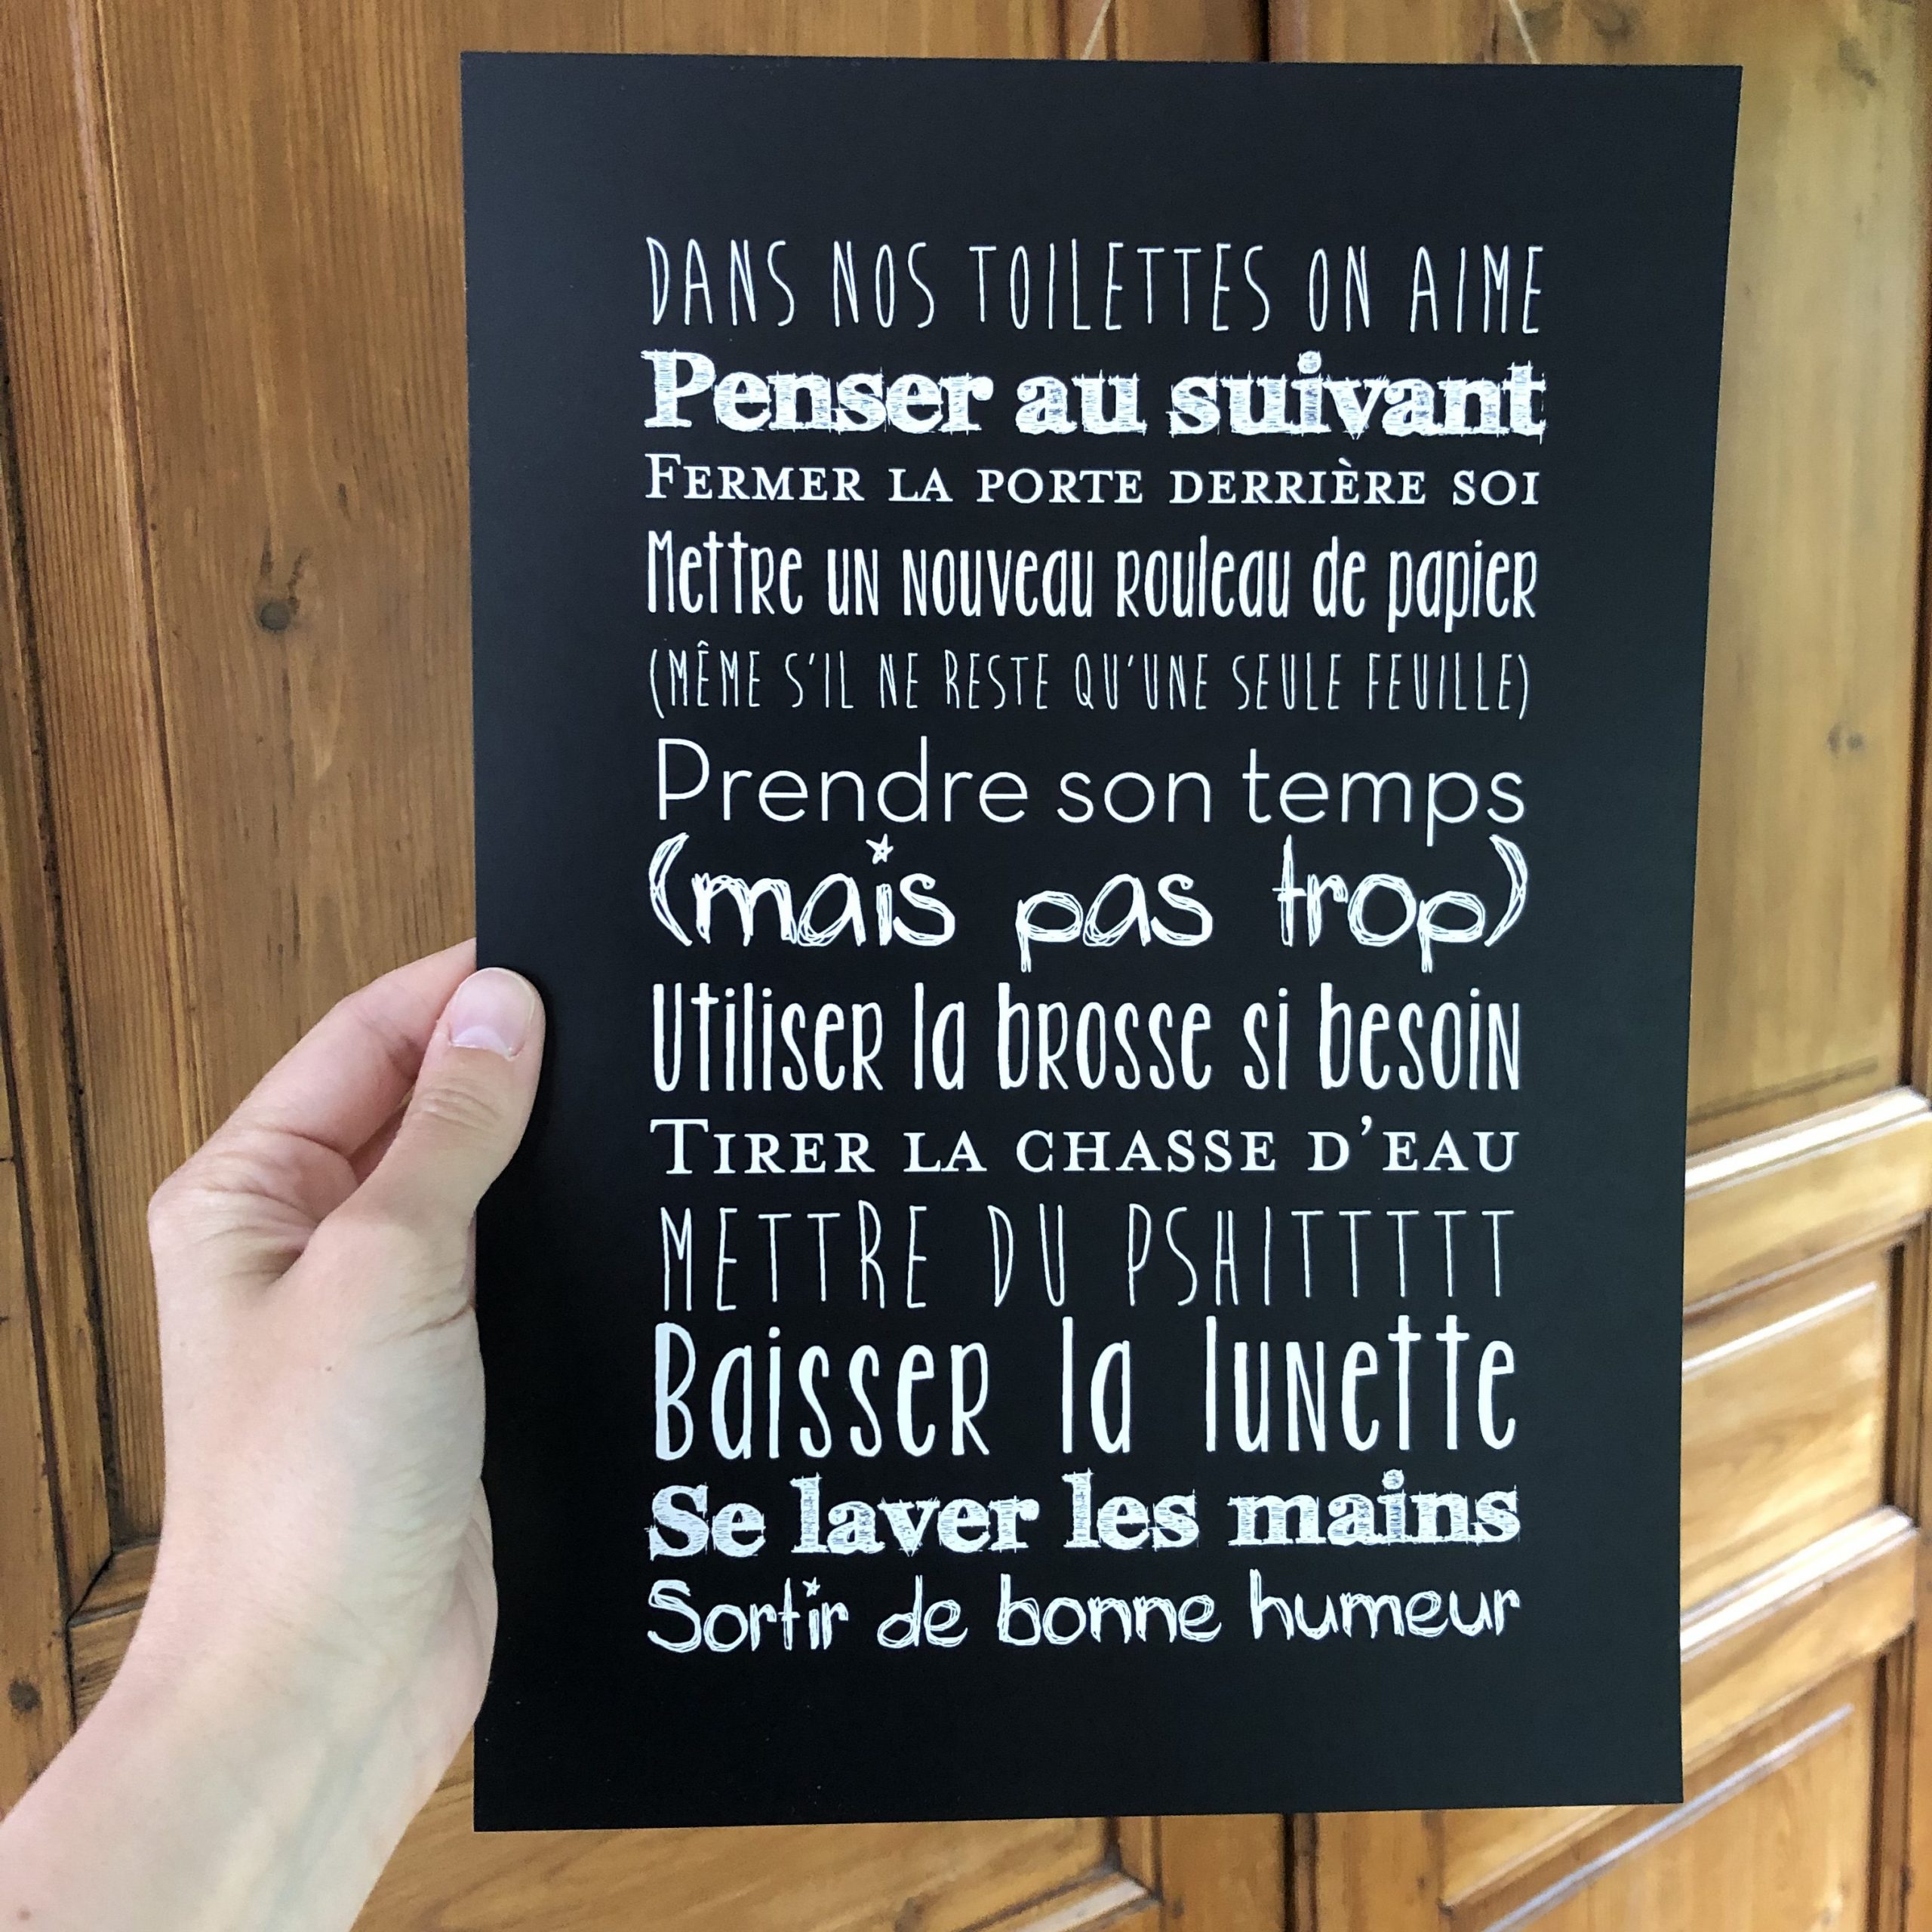 DANS NOS TOILETTES ON AIME
Penser au suivant
FERMER LA PORTE DERRIÈRE SOI
Mettre un nouveau rouleau de papier
(MÊME S'IL NE RESTE QU'UNE SEULE FEUILLE)
Prendre son temps
(mais pas trop)
Utiliser la brosse si besoin
TIRER LA CHASSE D'EAU
METTRE DU PSHITTTTT
Baisser la lunette
Se laver les mains
Sortir de bonne humeur